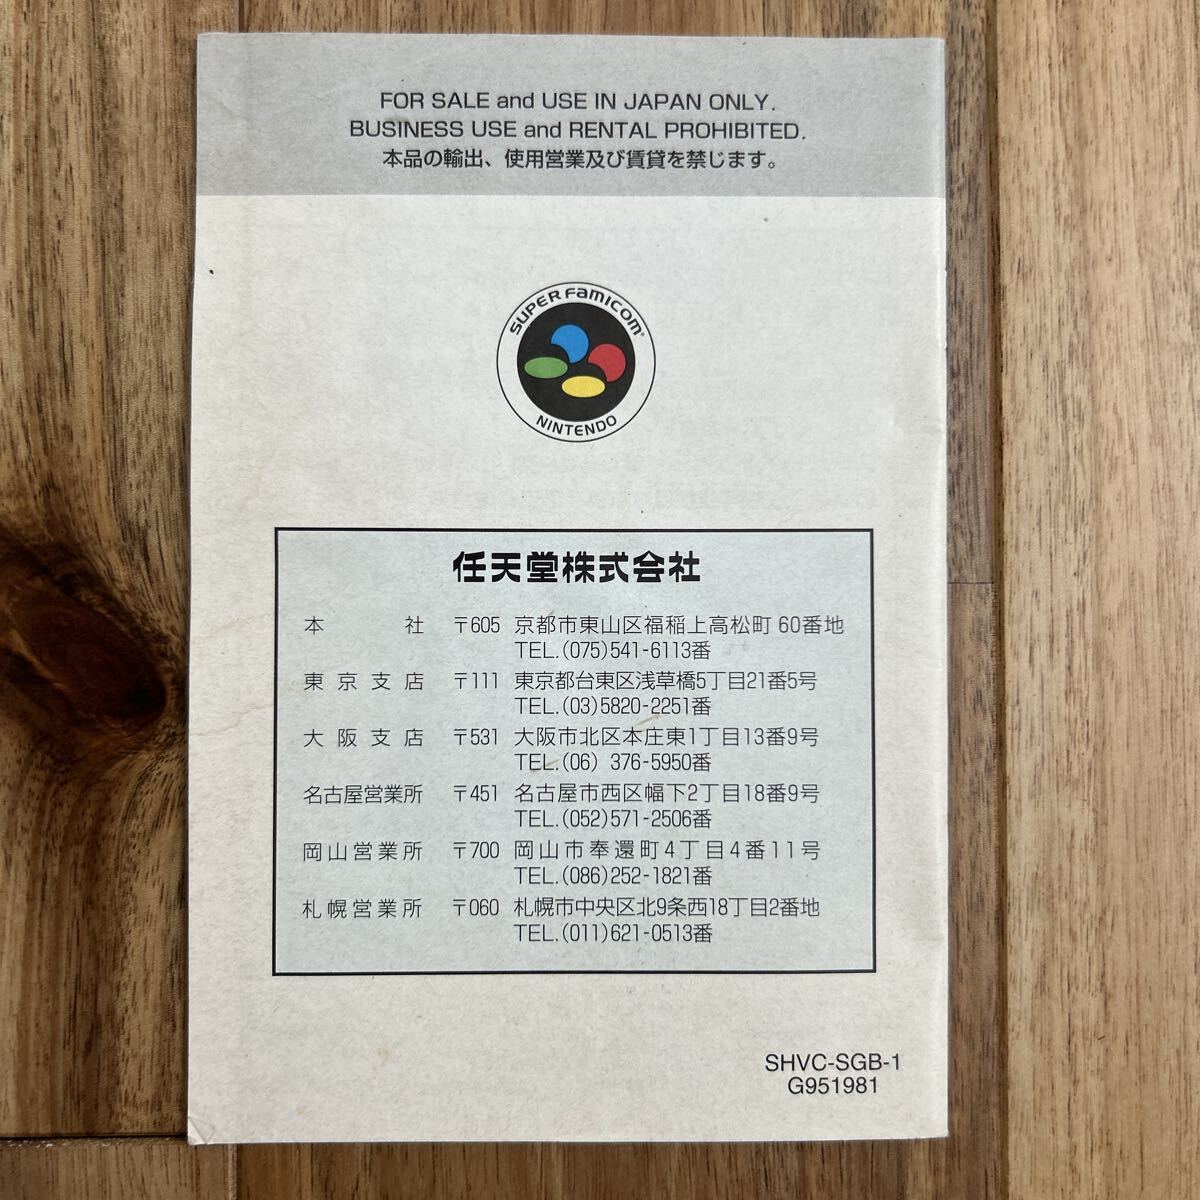 FOR SALE and USE IN JAPAN ONLY.
BUSINESS USE and RENTAL PROHIBITED.
本品の輸出、使用営業及び賃貸を禁じます。
SUPER FAMICOM
NINTENDO
任天堂株式会社
本社 〒605 京都市東山区福稲上高松町60番地
TEL.(075)541-6113番
東京支店 〒111 東京都台東区浅草橋5丁目21番5号
TEL.(03)5820-2251番
大阪支店 〒531 大阪市北区本庄東1丁目13番9号
TEL.(06) 376-5950番
名古屋営業所 〒451 名古屋市西区幅下2丁目18番9号
TEL.(052)571-2506番
岡山営業所 〒700 岡山市奉還町4丁目4番11号
TEL.(086)252-1821番
札幌営業所 〒060 札幌市中央区北9条西18丁目2番地
TEL.(011)621-0513番
SHVC-SGB-1
G951981